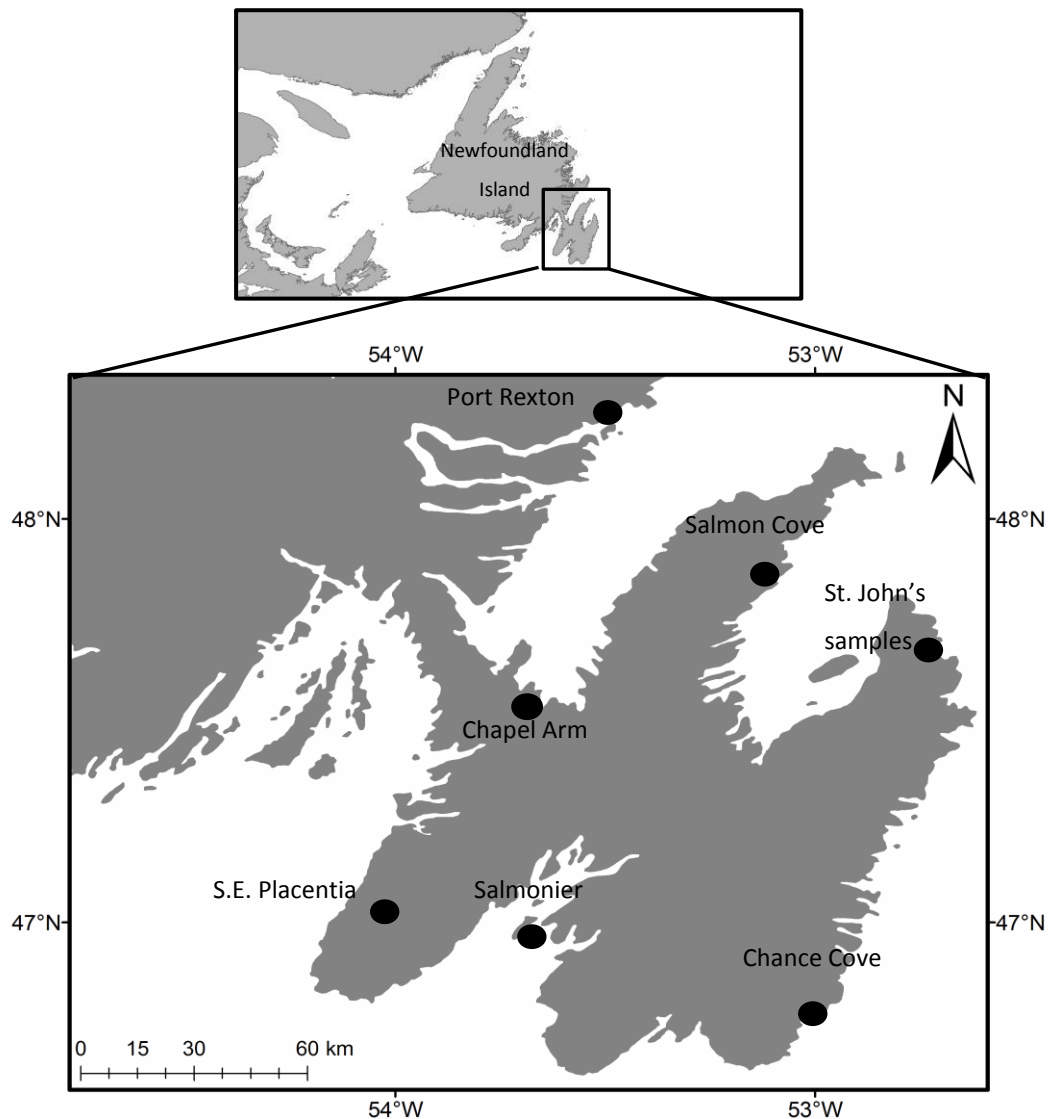 Newfoundland
Island
54°W 53°W
Port Rexton
N
48°N Salmon Cove 48°N
St. John's
samples
Chapel Arm
S.E. Placentia Salmonier
47°N 47°N
Chance Cove
0 15 30 60 km
54°W 53°W